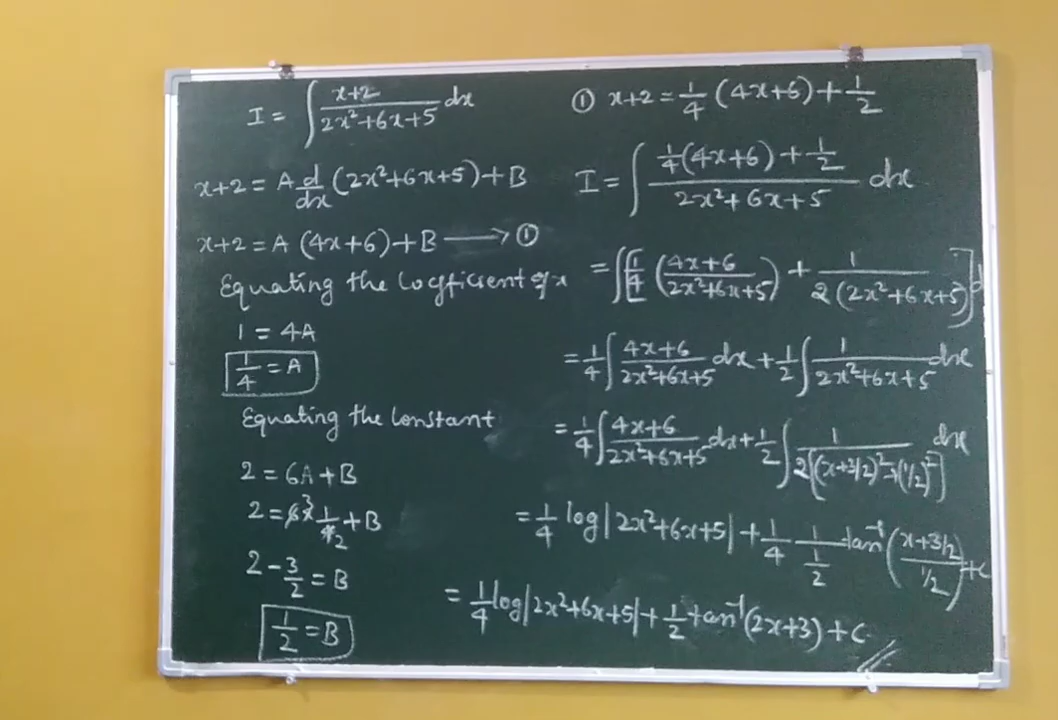 I = ∫ x+2 / 2x²+6x+5 dx
x+2 = A d/dx (2x²+6x+5) + B
x+2 = A (4x+6) + B ⟶ ①
Equating the Coefficient of x
1 = 4A
1/4 = A
Equating the Constant
2 = 6A + B
2 = 6³ × 1/4₂ + B
2 - 3/2 = B
1/2 = B
① x+2 = 1/4 (4x+6) + 1/2
I = ∫ 1/4(4x+6) + 1/2 / 2x²+6x+5 dx
= ∫[1/4 (4x+6 / 2x²+6x+5) + 1 / 2(2x²+6x+5)] d
= 1/4 ∫ 4x+6 / 2x²+6x+5 dx + 1/2 ∫ 1 / 2x²+6x+5 dx
= 1/4 ∫ 4x+6 / 2x²+6x+5 dx + 1/2 ∫ 1 / 2[(x+3/2)²+(1/2)²] dx
= 1/4 log|2x²+6x+5| + 1/4 1/(1/2) tan⁻¹ (x+3/2 / 1/2) + c
= 1/4 log|2x²+6x+5| + 1/2 tan⁻¹(2x+3) + C